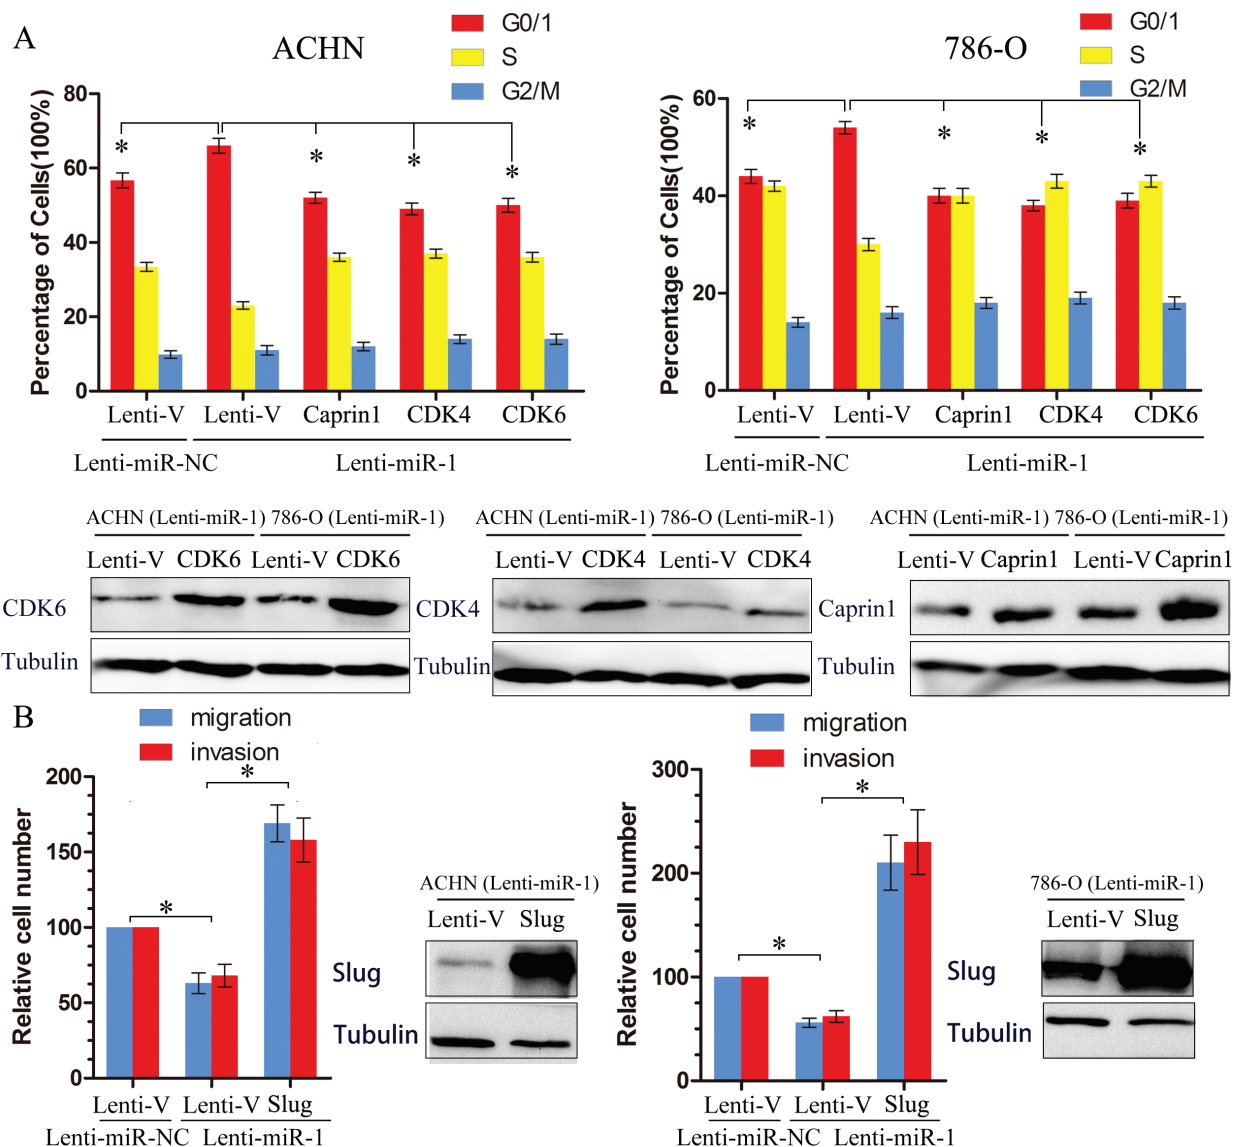 A
ACHN
G0/1
S
G2/M
Percentage of Cells(100%)
80
60
40
20
0
* * * *
Lenti-V Lenti-V Caprin1 CDK4 CDK6
Lenti-miR-NC Lenti-miR-1
786-O
G0/1
S
G2/M
Percentage of Cells(100%)
60
40
20
0
* * * *
Lenti-V Lenti-V Caprin1 CDK4 CDK6
Lenti-miR-NC Lenti-miR-1
ACHN (Lenti-miR-1) 786-O (Lenti-miR-1)
Lenti-V CDK6 Lenti-V CDK6
CDK6
Tubulin
ACHN (Lenti-miR-1) 786-O (Lenti-miR-1)
Lenti-V CDK4 Lenti-V CDK4
CDK4
Tubulin
ACHN (Lenti-miR-1) 786-O (Lenti-miR-1)
Lenti-V Caprin1 Lenti-V Caprin1
Caprin1
Tubulin
B
migration
invasion
Relative cell number
200
150
100
50
0
* *
Lenti-V Lenti-V Slug
Lenti-miR-NC Lenti-miR-1
ACHN (Lenti-miR-1)
Lenti-V Slug
Slug
Tubulin
migration
invasion
Relative cell number
300
200
100
0
* *
Lenti-V Lenti-V Slug
Lenti-miR-NC Lenti-miR-1
786-O (Lenti-miR-1)
Lenti-V Slug
Slug
Tubulin